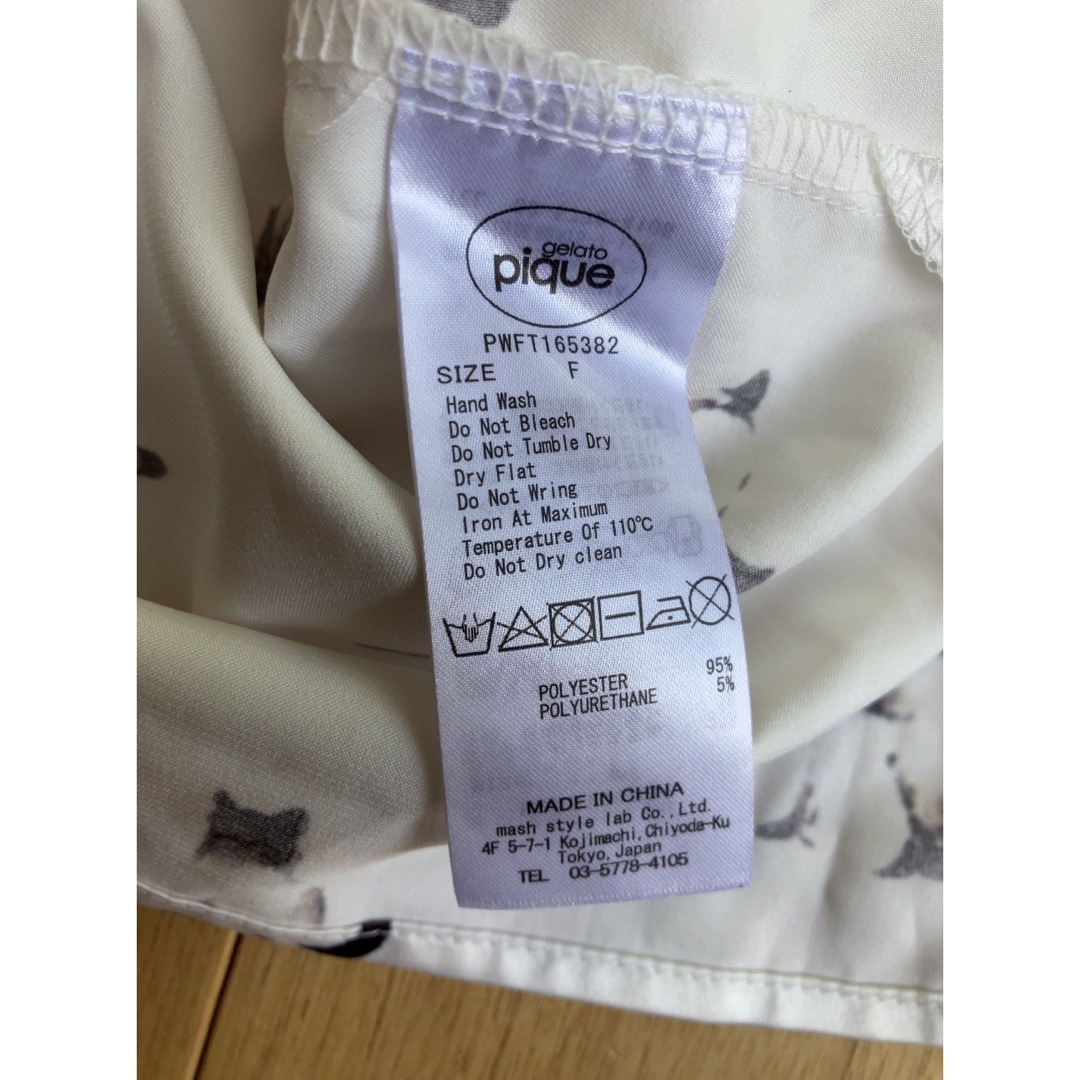 gelato
pique
PWFT165382
SIZE F
Hand Wash
Do Not Bleach
Do Not Tumble Dry
Dry Flat
Do Not Wring
Iron At Maximum
Temperature Of 110℃
Do Not Dry clean
POLYESTER 95%
POLYURETHANE 5%
MADE IN CHINA
mash style lab Co.,Ltd.
4F 5-7-1 Kojimachi,Chiyoda-Ku
Tokyo,Japan
TEL 03-5778-4105